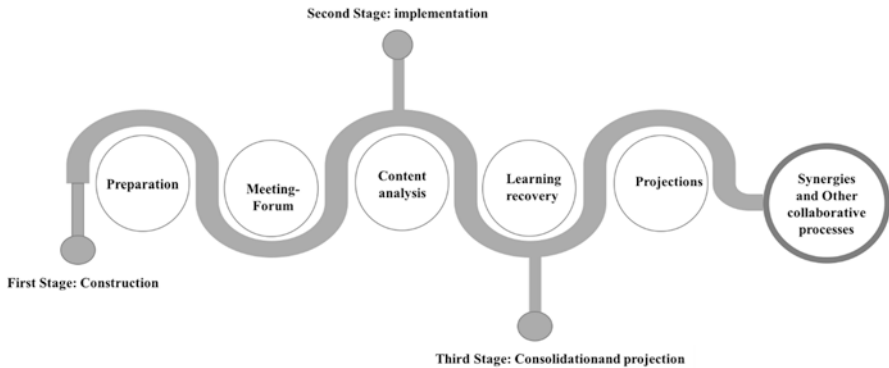 Second Stage: implementation
Preparation
Meeting-
Forum
Content
analysis
Learning
recovery
Projections
Synergies
and Other
collaborative
processes
First Stage: Construction
Third Stage: Consolidationand projection